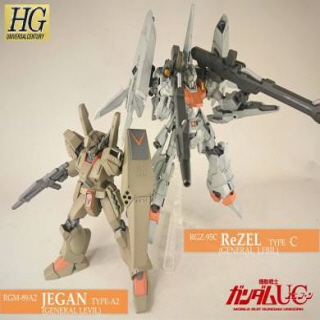 HG
UNIVERSAL CENTURY
RGZ-95C ReZEL TYPE C
(GENERAL LEVIL)
RGM-89A2 JEGAN TYPE-A2
(GENERAL LEVIL)
機動戦士
ガンダムUC
MOBILE SUIT GUNDAM UNICORN